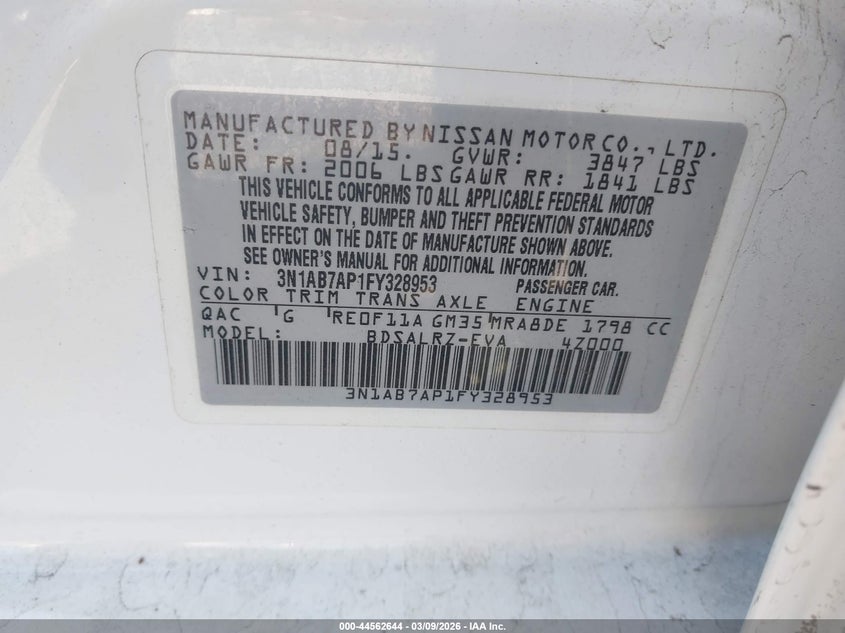 MANUFACTURED BY NISSAN MOTOR CO., LTD.
DATE: 08/15. GVWR: 3847 LBS
GAWR FR: 2006 LBS GAWR RR: 1841 LBS
THIS VEHICLE CONFORMS TO ALL APPLICABLE FEDERAL MOTOR
VEHICLE SAFETY, BUMPER AND THEFT PREVENTION STANDARDS
IN EFFECT ON THE DATE OF MANUFACTURE SHOWN ABOVE.
SEE OWNER'S MANUAL FOR ADDITIONAL INFORMATION.
VIN: 3N1AB7AP1FY328953 PASSENGER CAR.
COLOR TRIM TRANS AXLE ENGINE
QAC G RE0F11A GM35 MRA8DE 1798 CC
MODEL: BDSALRZ-EVA 4Z000
3N1AB7AP1FY328953
000-44562644 | 03/09/2026 - IAA Inc.